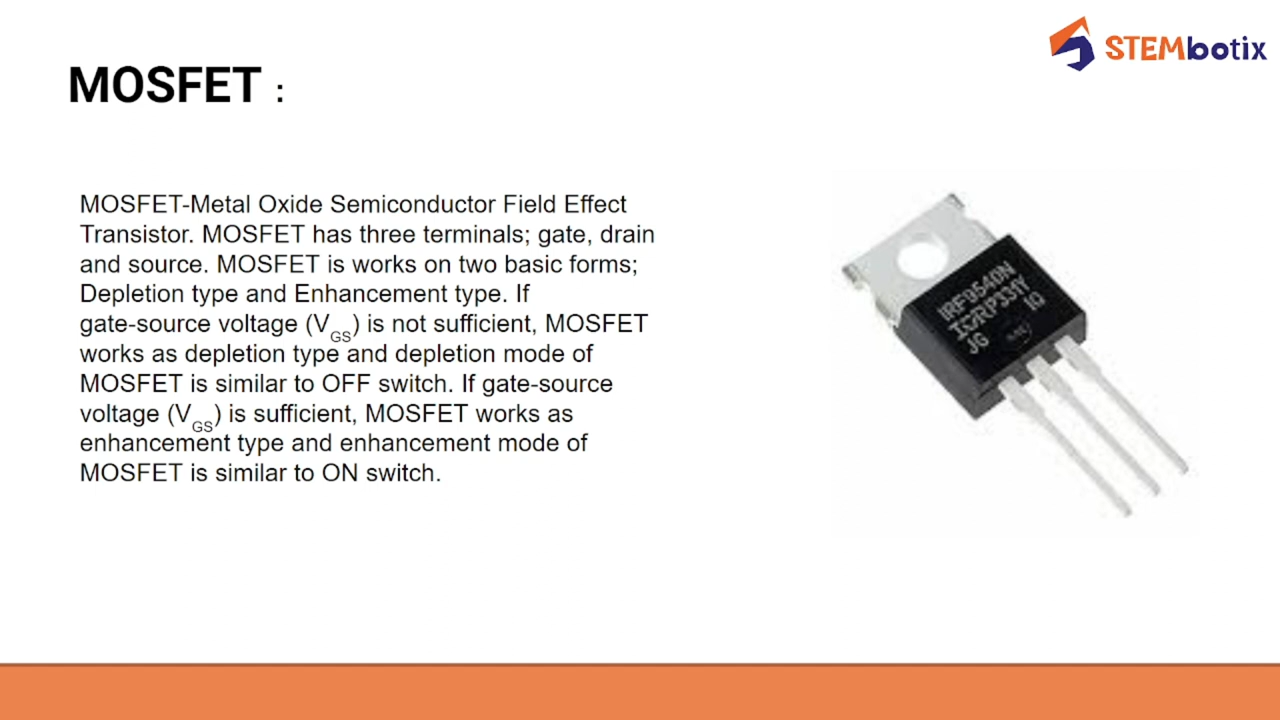 STEMbotix
MOSFET :
MOSFET-Metal Oxide Semiconductor Field Effect
Transistor. MOSFET has three terminals; gate, drain
and source. MOSFET is works on two basic forms;
Depletion type and Enhancement type. If
gate-source voltage (VGS) is not sufficient, MOSFET
works as depletion type and depletion mode of
MOSFET is similar to OFF switch. If gate-source
voltage (VGS) is sufficient, MOSFET works as
enhancement type and enhancement mode of
MOSFET is similar to ON switch.
IRF9540N
IORP331Y
JG IQ